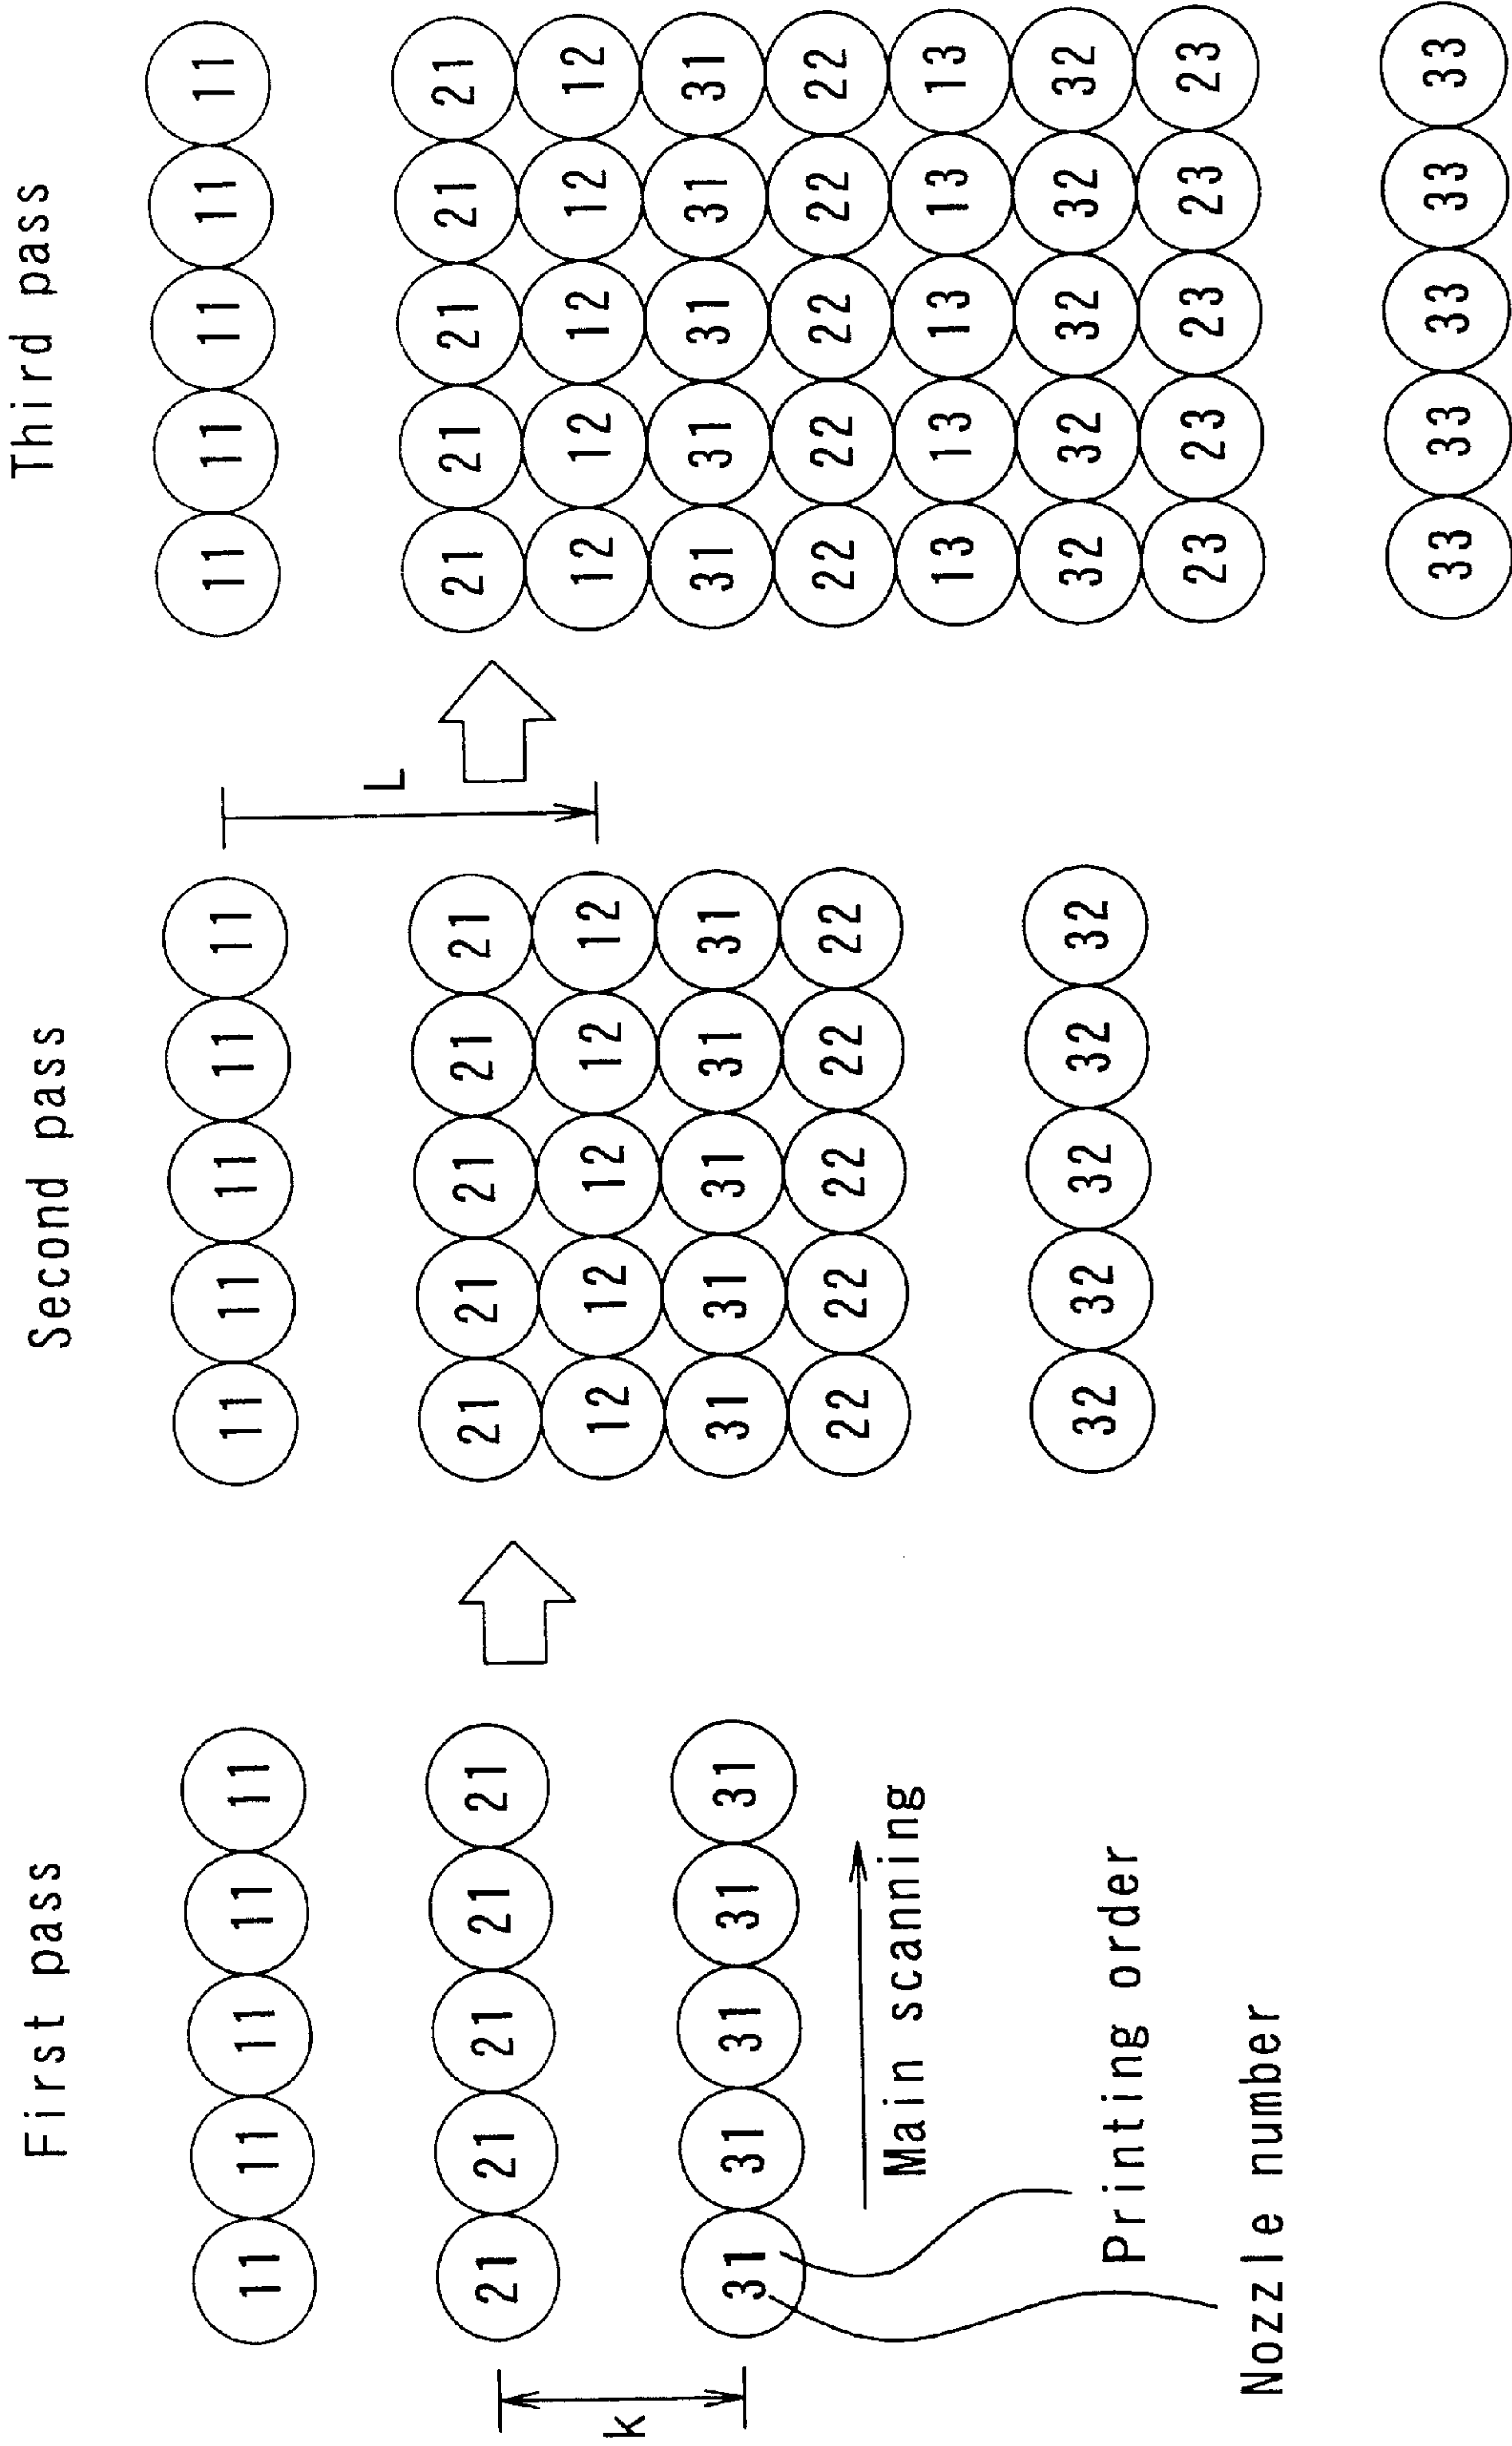 First pass
11 11 11 11 11
21 21 21 21 21
31 31 31 31 31
k
Main scanning
Printing order
Nozzle number
Second pass
11 11 11 11 11
21 21 21 21 21
12 12 12 12 12
31 31 31 31 31
22 22 22 22 22
32 32 32 32 32
L
Third pass
11 11 11 11 11
21 21 21 21 21
12 12 12 12 12
31 31 31 31 31
22 22 22 22 22
13 13 13 13 13
32 32 32 32 32
23 23 23 23 23
33 33 33 33 33